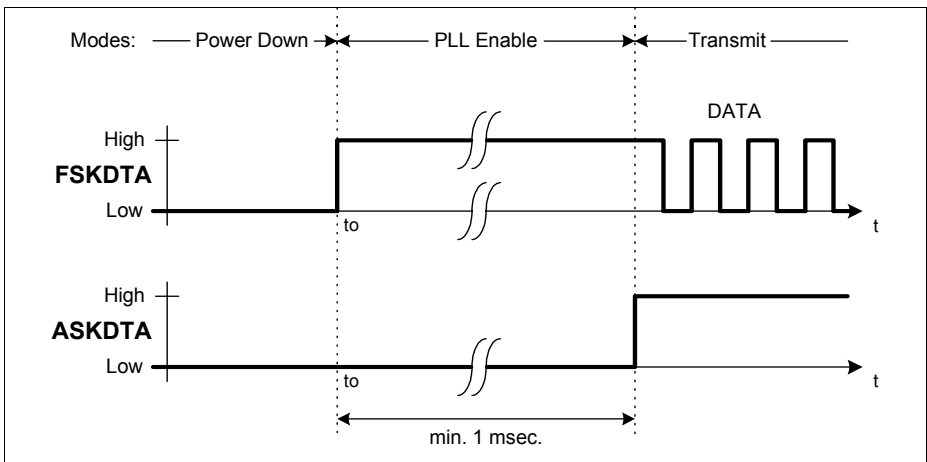 Modes: Power Down PLL Enable Transmit
DATA
High
FSKDTA
Low
to
t
High
ASKDTA
Low
to
t
min. 1 msec.